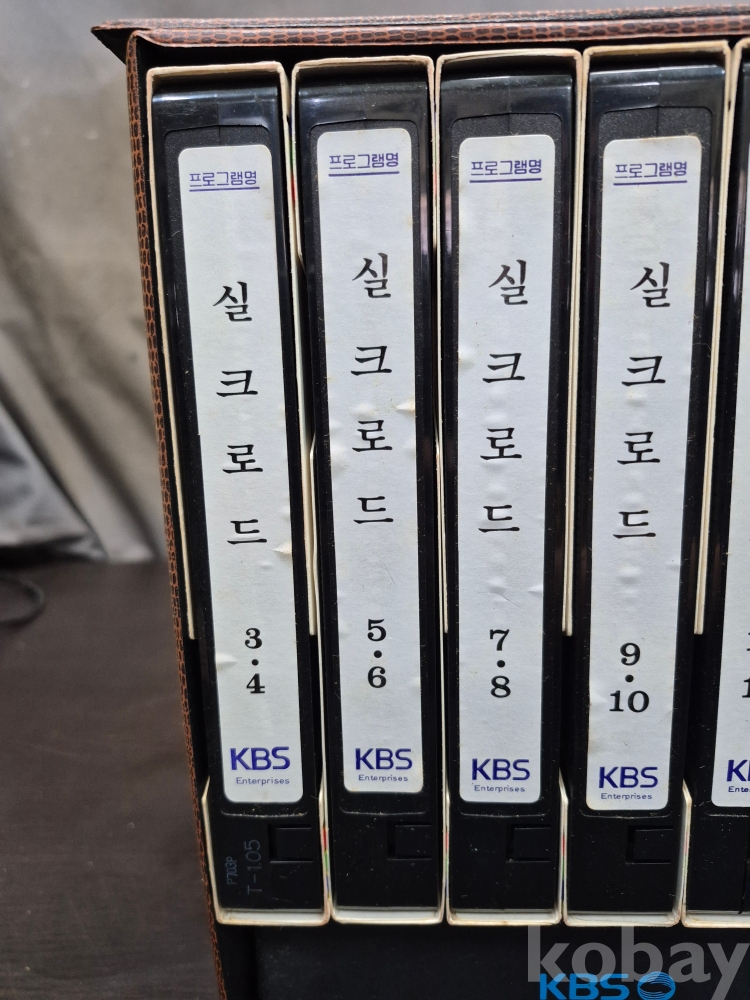 프로그램명
실크로드
3·4
KBS
Enterprises
P703P
T-105
프로그램명
실크로드
5·6
KBS
Enterprises
프로그램명
실크로드
7·8
KBS
Enterprises
프로그램명
실크로드
9·10
KBS
Enterprises
kobay
KBS